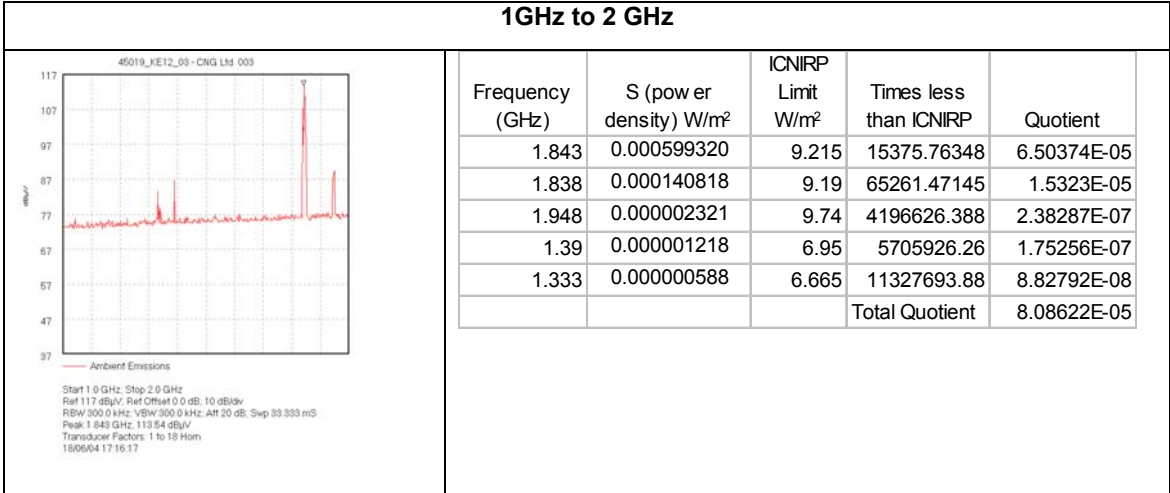 1GHz to 2 GHz
45019_KE12_03 - CNG Ltd. 003
117
107
97
87
77
67
57
47
37
dBµV
Ambient Emissions
Start 1.0 GHz; Stop 2.0 GHz
Ref 117 dBµV; Ref Offset 0.0 dB; 10 dB/div
RBW 300.0 kHz; VBW 300.0 kHz; Att 20 dB; Swp 33.333 mS
Peak 1.843 GHz, 113.54 dBµV
Transducer Factors: 1 to 18 Horn
18/06/04 17:16:17
Frequency (GHz) S (pow er density) W/m² ICNIRP Limit W/m² Times less than ICNIRP Quotient
1.843 0.000599320 9.215 15375.76348 6.50374E-05
1.838 0.000140818 9.19 65261.47145 1.5323E-05
1.948 0.000002321 9.74 4196626.388 2.38287E-07
1.39 0.000001218 6.95 5705926.26 1.75256E-07
1.333 0.000000588 6.665 11327693.88 8.82792E-08
Total Quotient 8.08622E-05